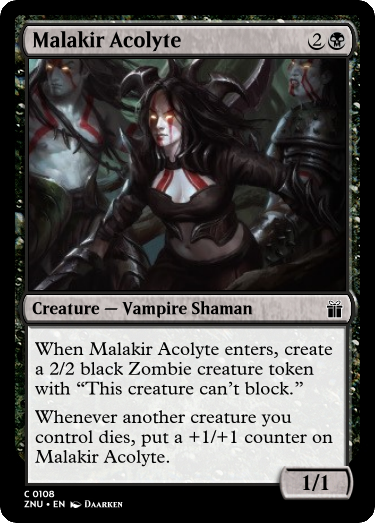 Malakir Acolyte 2
Creature — Vampire Shaman
When Malakir Acolyte enters, create
a 2/2 black Zombie creature token
with “This creature can’t block.”
Whenever another creature you
control dies, put a +1/+1 counter on
Malakir Acolyte.
1/1
C 0108
ZNU • EN Daarken